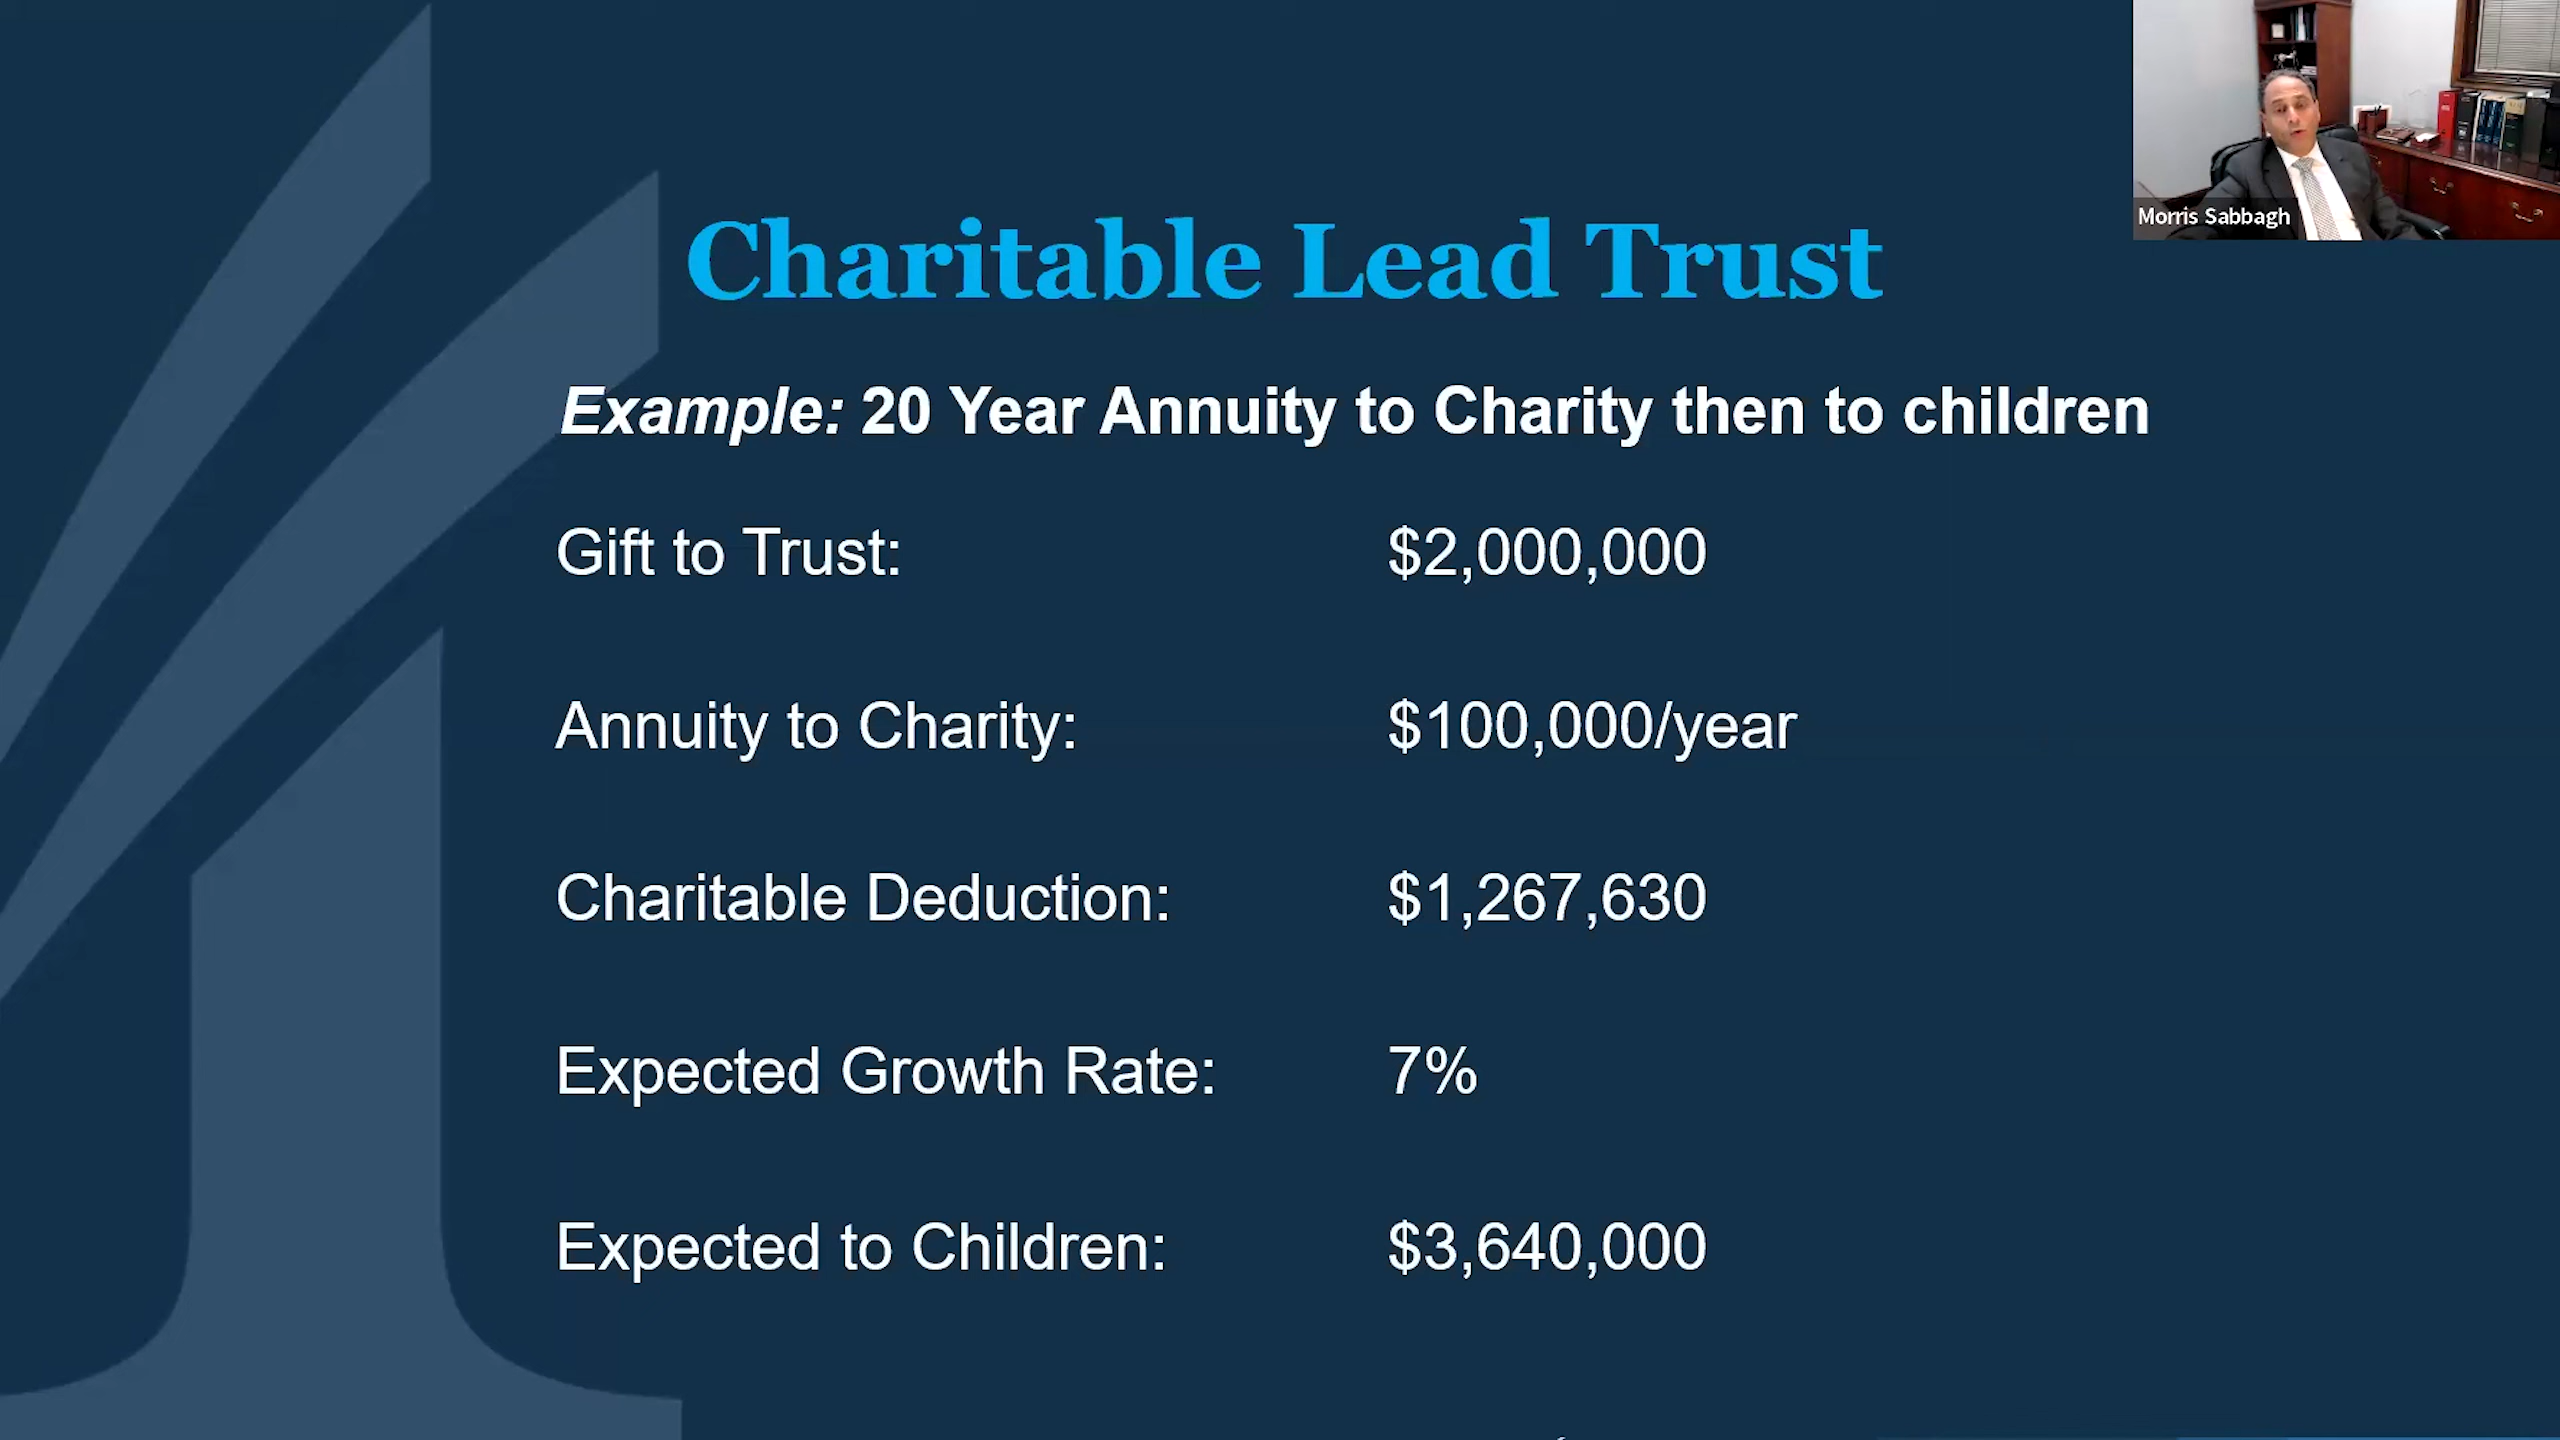 Morris Sabbagh
Charitable Lead Trust
Example: 20 Year Annuity to Charity then to children
Gift to Trust: $2,000,000
Annuity to Charity: $100,000/year
Charitable Deduction: $1,267,630
Expected Growth Rate: 7%
Expected to Children: $3,640,000